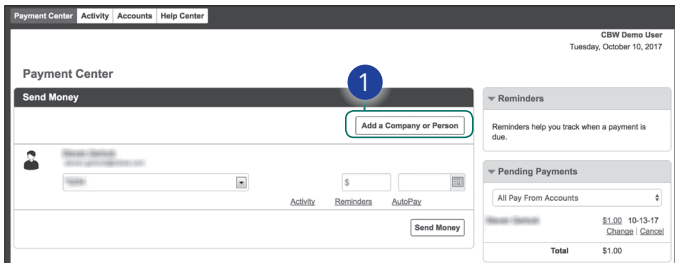 Payment Center Activity Accounts Help Center
CBW Demo User
Tuesday, October 10, 2017
Payment Center
1
Send Money
Add a Company or Person
$
Activity Reminders AutoPay
Send Money
Reminders
Reminders help you track when a payment is
due.
Pending Payments
All Pay From Accounts
$1.00 10-13-17
Change | Cancel
Total $1.00